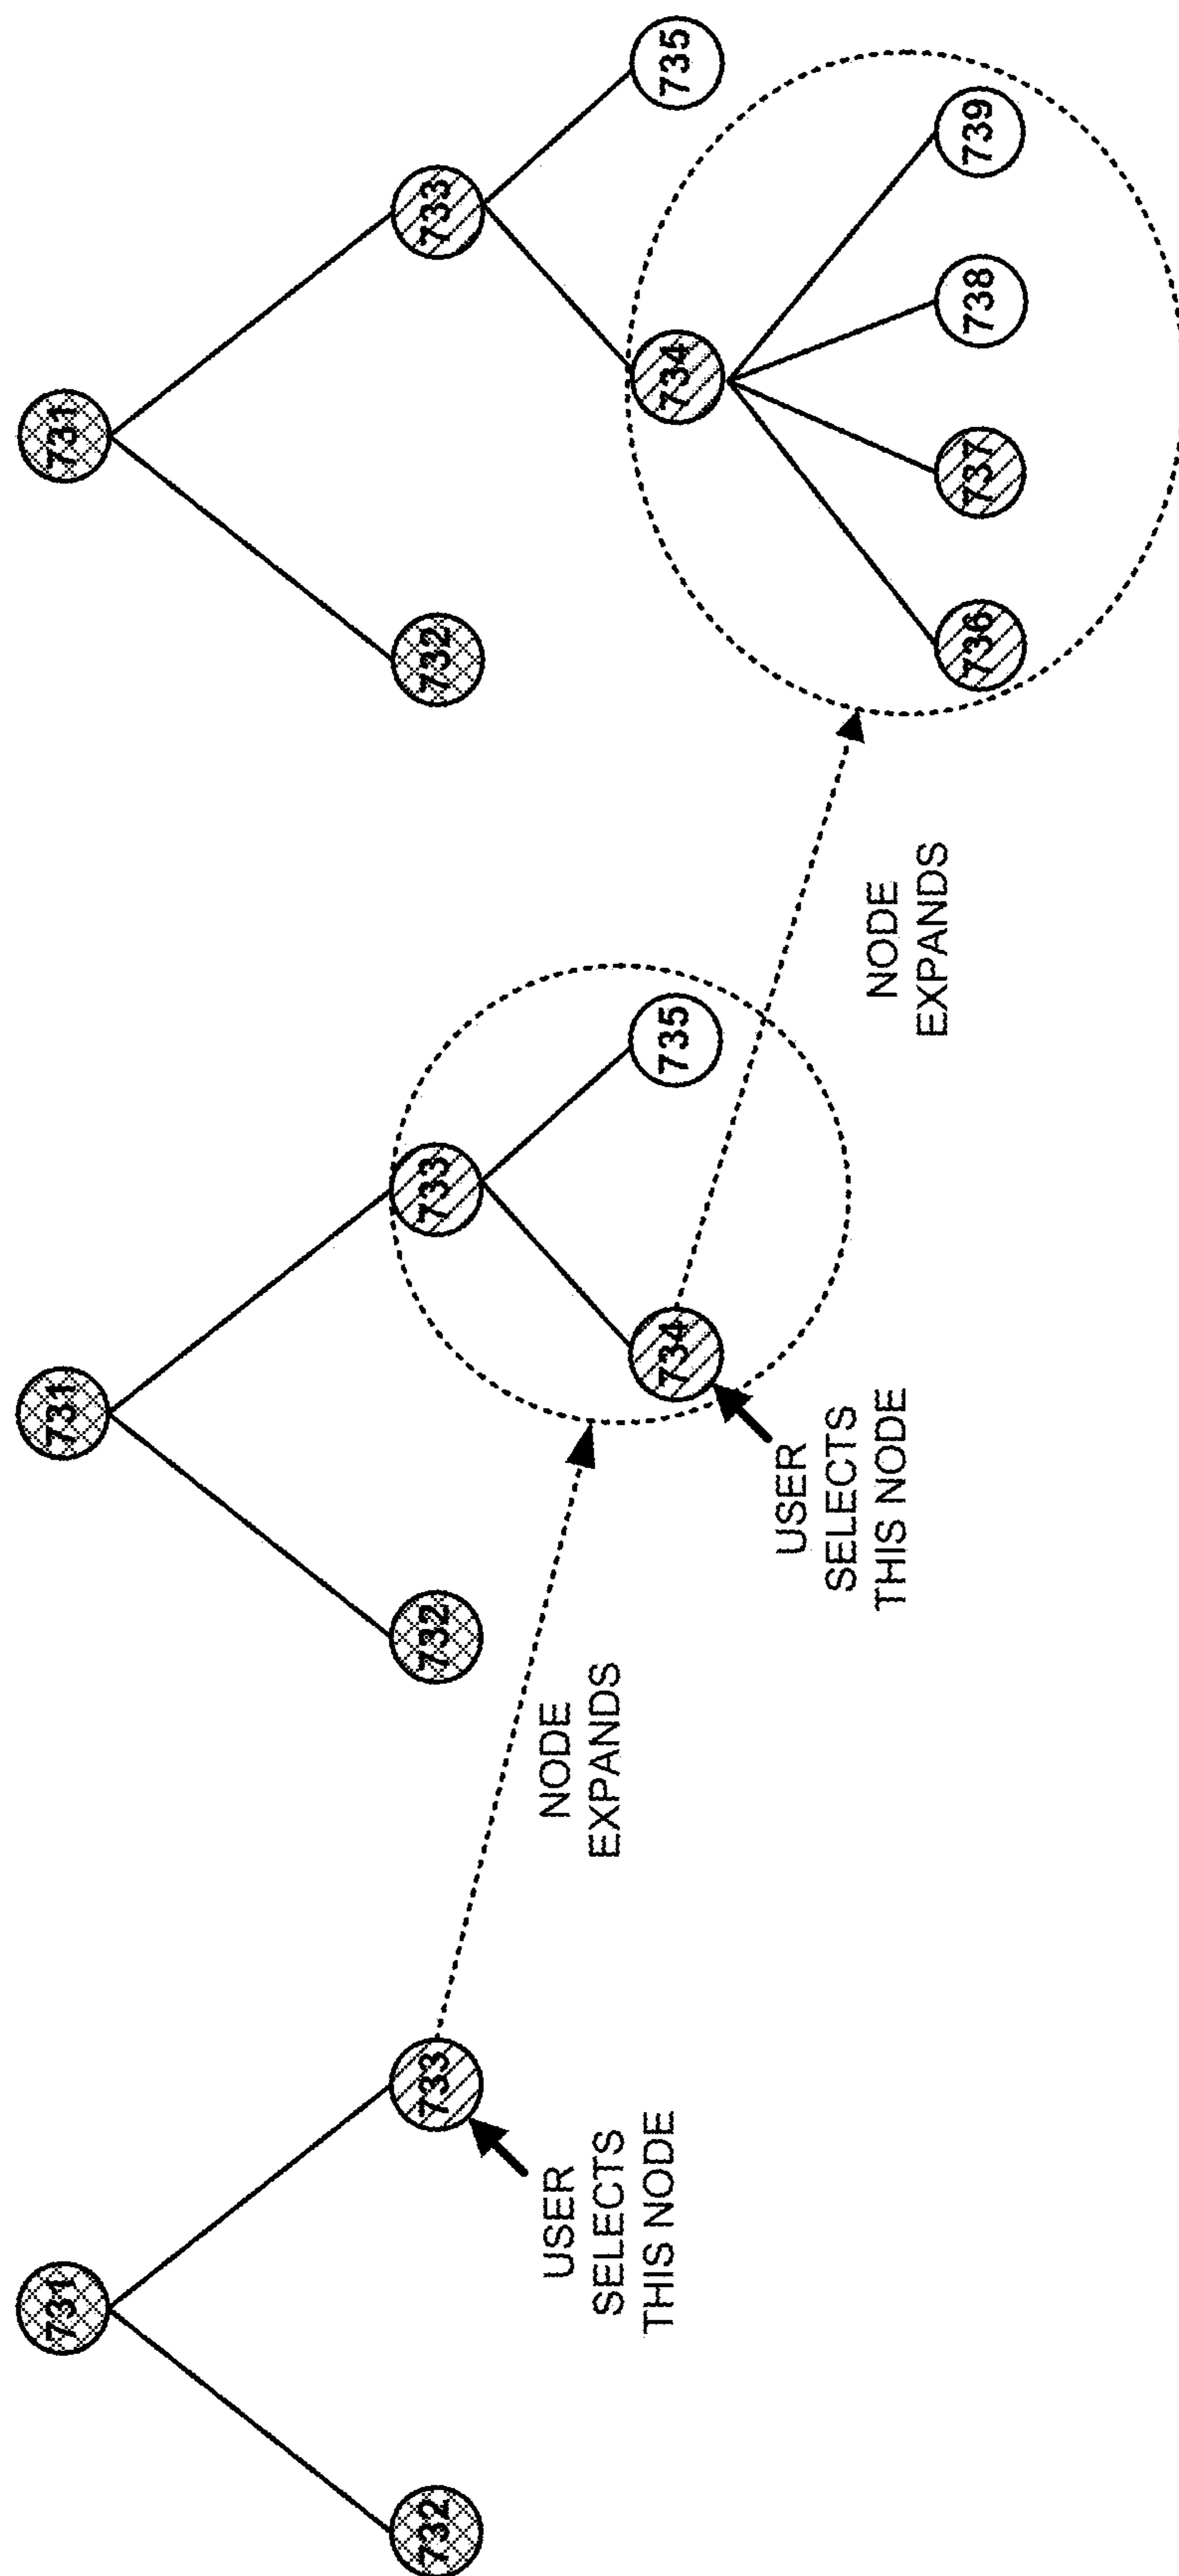 731
732
733
USER
SELECTS
THIS NODE
NODE
EXPANDS
731
732
733
734
735
USER
SELECTS
THIS NODE
NODE
EXPANDS
731
732
733
734
735
736
737
738
739